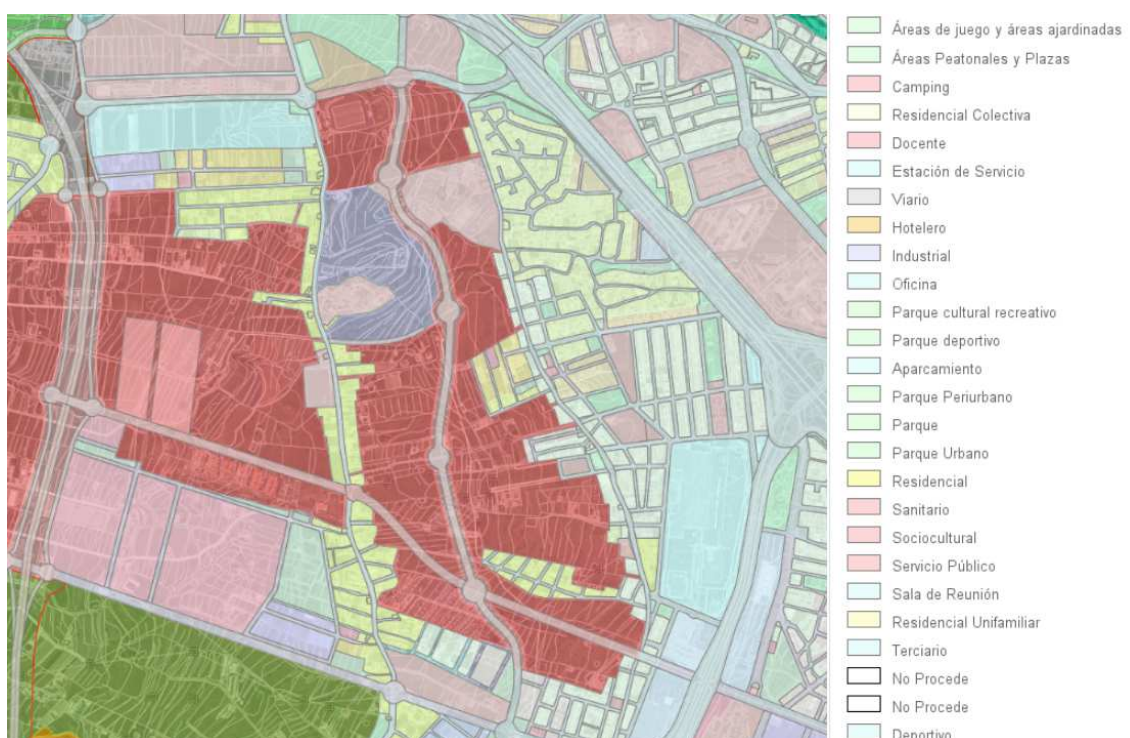 Áreas de juego y áreas ajardinadas
Áreas Peatonales y Plazas
Camping
Residencial Colectiva
Docente
Estación de Servicio
Viario
Hotelero
Industrial
Oficina
Parque cultural recreativo
Parque deportivo
Aparcamiento
Parque Periurbano
Parque
Parque Urbano
Residencial
Sanitario
Sociocultural
Servicio Público
Sala de Reunión
Residencial Unifamiliar
Terciario
No Procede
No Procede
Deportivo